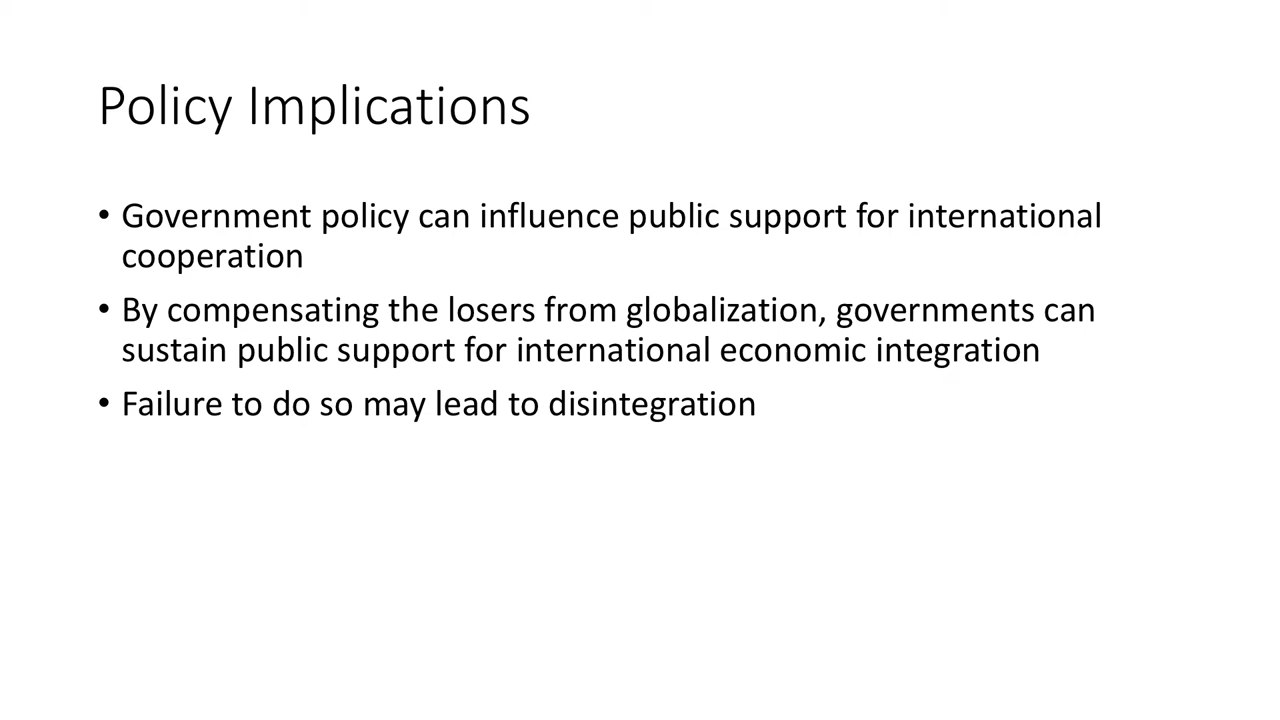 Policy Implications
• Government policy can influence public support for international
cooperation
• By compensating the losers from globalization, governments can
sustain public support for international economic integration
• Failure to do so may lead to disintegration